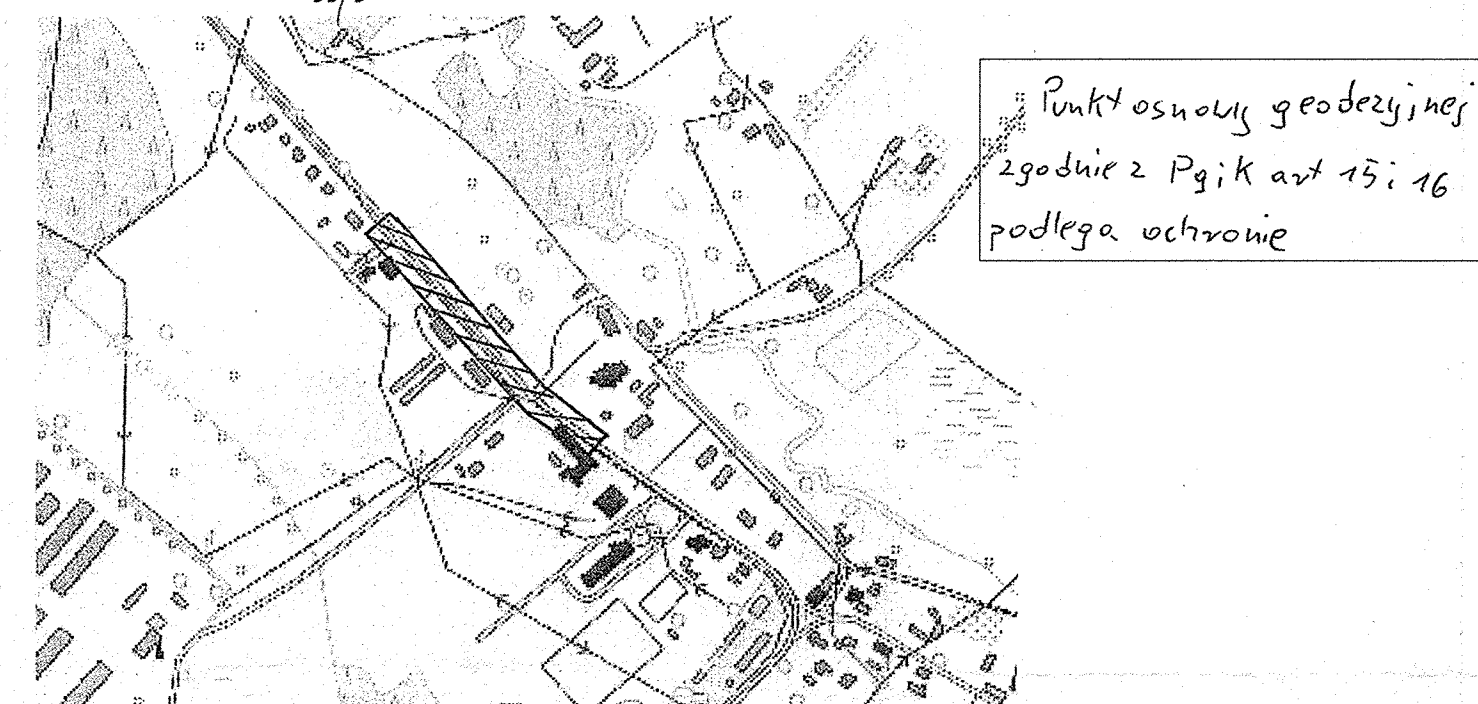 Punkt osnowy geodezyjnej
zgodnie z PgiK art 15 i 16
podlega ochronie